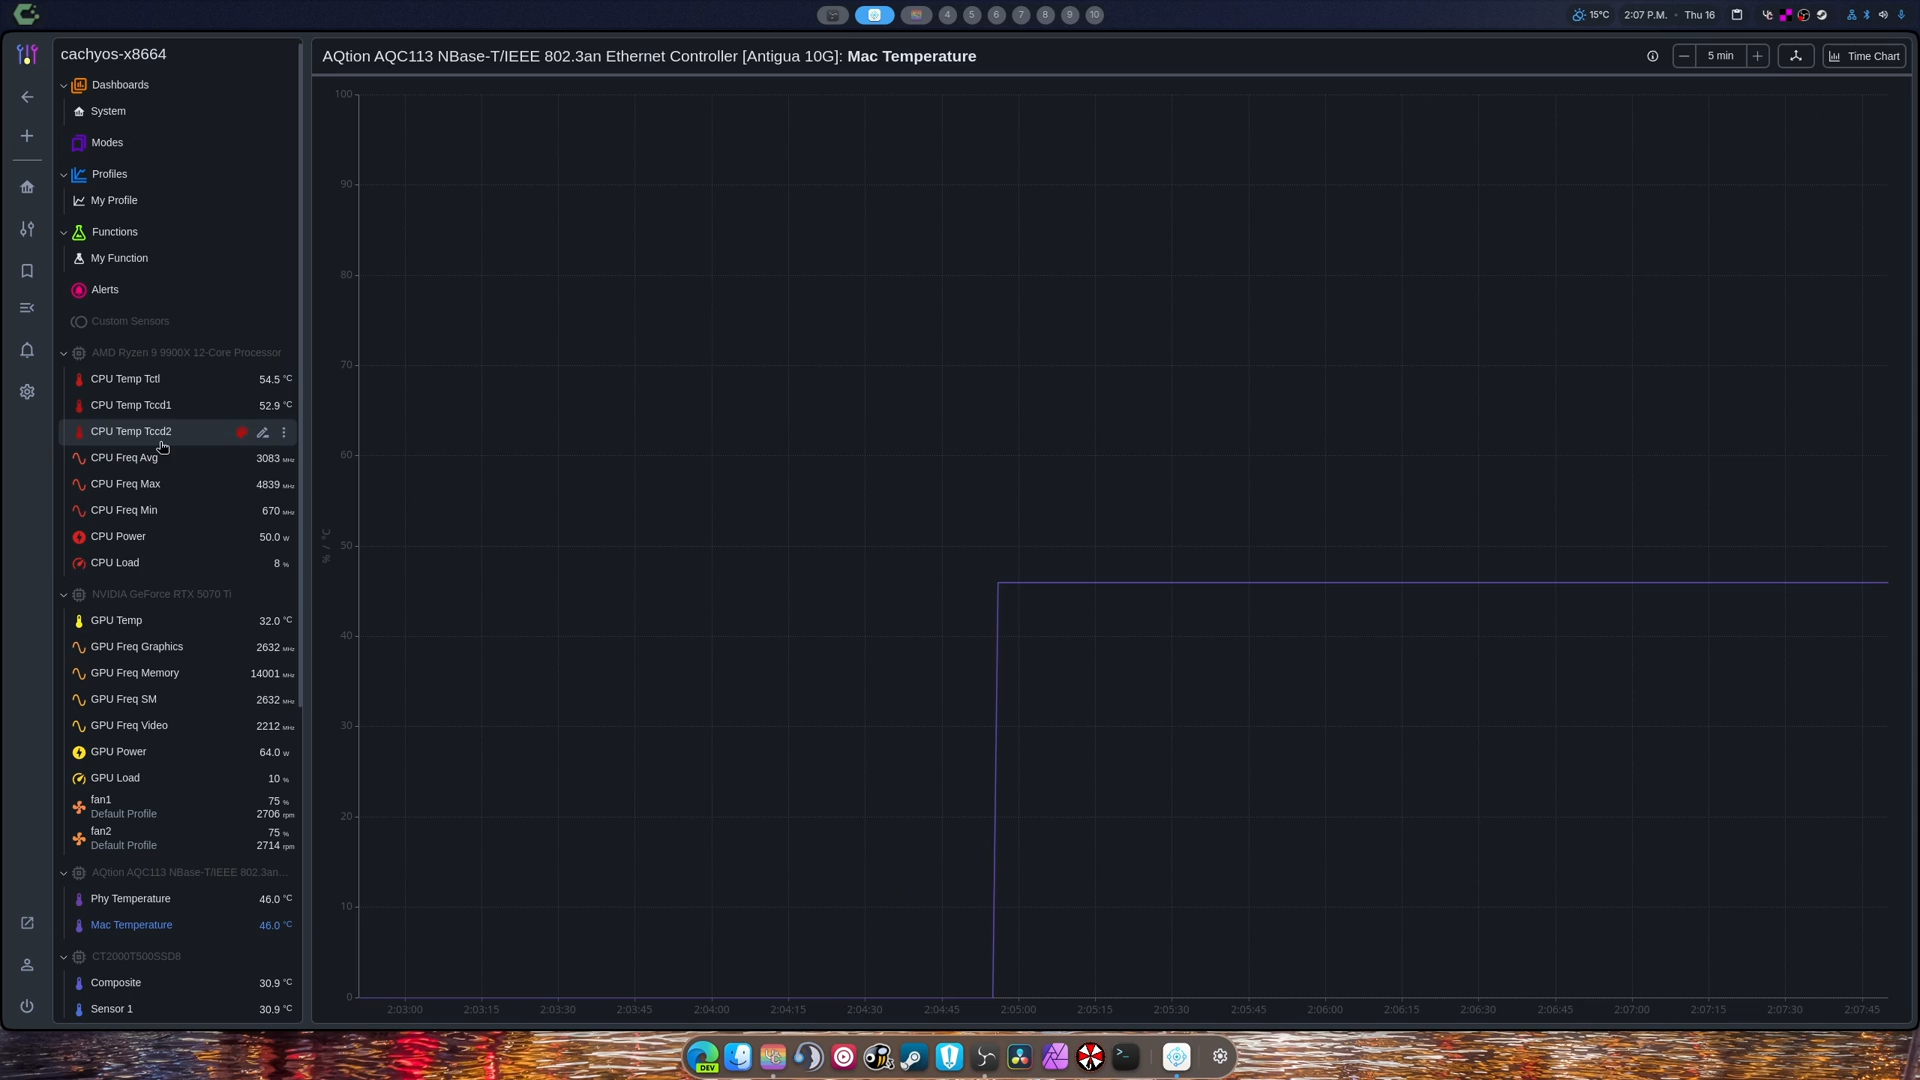 4 5 6 7 8 9 10
15°C 2:07 P.M. Thu 16
cachyos-x8664
Dashboards
System
Modes
Profiles
My Profile
Functions
My Function
Alerts
Custom Sensors
AMD Ryzen 9 9900X 12-Core Processor
CPU Temp Tctl 54.5 °C
CPU Temp Tccd1 52.9 °C
CPU Temp Tccd2
CPU Freq Avg 3083 MHz
CPU Freq Max 4839 MHz
CPU Freq Min 670 MHz
CPU Power 50.0 W
CPU Load 8 %
NVIDIA GeForce RTX 5070 Ti
GPU Temp 32.0 °C
GPU Freq Graphics 2632 MHz
GPU Freq Memory 14001 MHz
GPU Freq SM 2632 MHz
GPU Freq Video 2212 MHz
GPU Power 64.0 W
GPU Load 10 %
fan1 75 %
Default Profile 2706 rpm
fan2 75 %
Default Profile 2714 rpm
AQtion AQC113 NBase-T/IEEE 802.3an...
Phy Temperature 46.0 °C
Mac Temperature 46.0 °C
CT2000T500SSD8
Composite 30.9 °C
Sensor 1 30.9 °C
AQtion AQC113 NBase-T/IEEE 802.3an Ethernet Controller [Antigua 10G]: Mac Temperature
5 min
Time Chart
% / °C
100
90
80
70
60
50
40
30
20
10
0
2:03:00 2:03:15 2:03:30 2:03:45 2:04:00 2:04:15 2:04:30 2:04:45 2:05:00 2:05:15 2:05:30 2:05:45 2:06:00 2:06:15 2:06:30 2:06:45 2:07:00 2:07:15 2:07:30 2:07:45
DEV